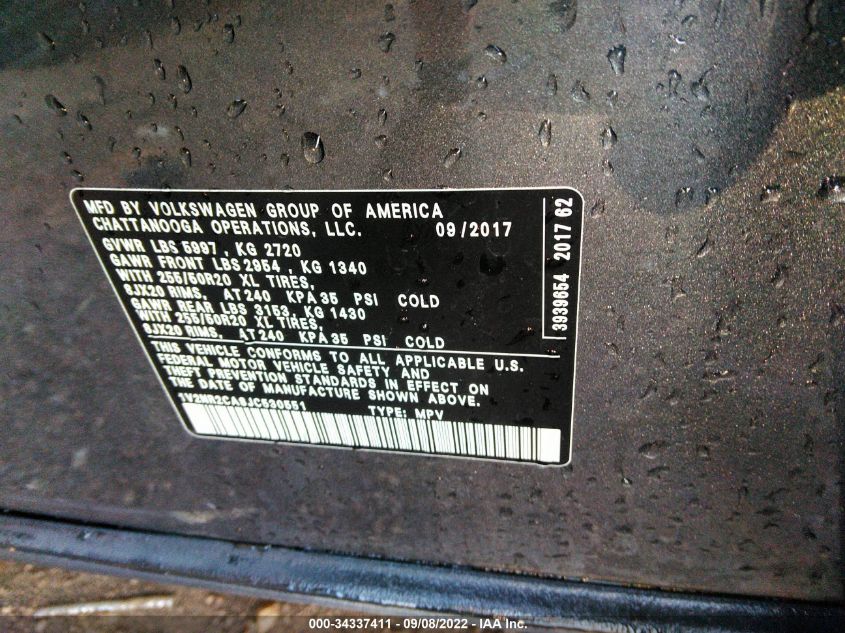 MFD BY VOLKSWAGEN GROUP OF AMERICA
CHATTANOOGA OPERATIONS, LLC. 09/2017
GVWR LBS 5997 , KG 2720
GAWR FRONT LBS 2954 , KG 1340
WITH 255/50R20 XL TIRES,
8JX20 RIMS, AT 240 KPA 35 PSI COLD
GAWR REAR LBS 3153, KG 1430
WITH 255/50R20 XL TIRES,
8JX20 RIMS, AT 240 KPA 35 PSI COLD
THIS VEHICLE CONFORMS TO ALL APPLICABLE U.S.
FEDERAL MOTOR VEHICLE SAFETY AND
THEFT PREVENTION STANDARDS IN EFFECT ON
THE DATE OF MANUFACTURE SHOWN ABOVE.
TYPE: MPV
3939654 2017 62
000-34337411 - 09/08/2022 - IAA Inc.